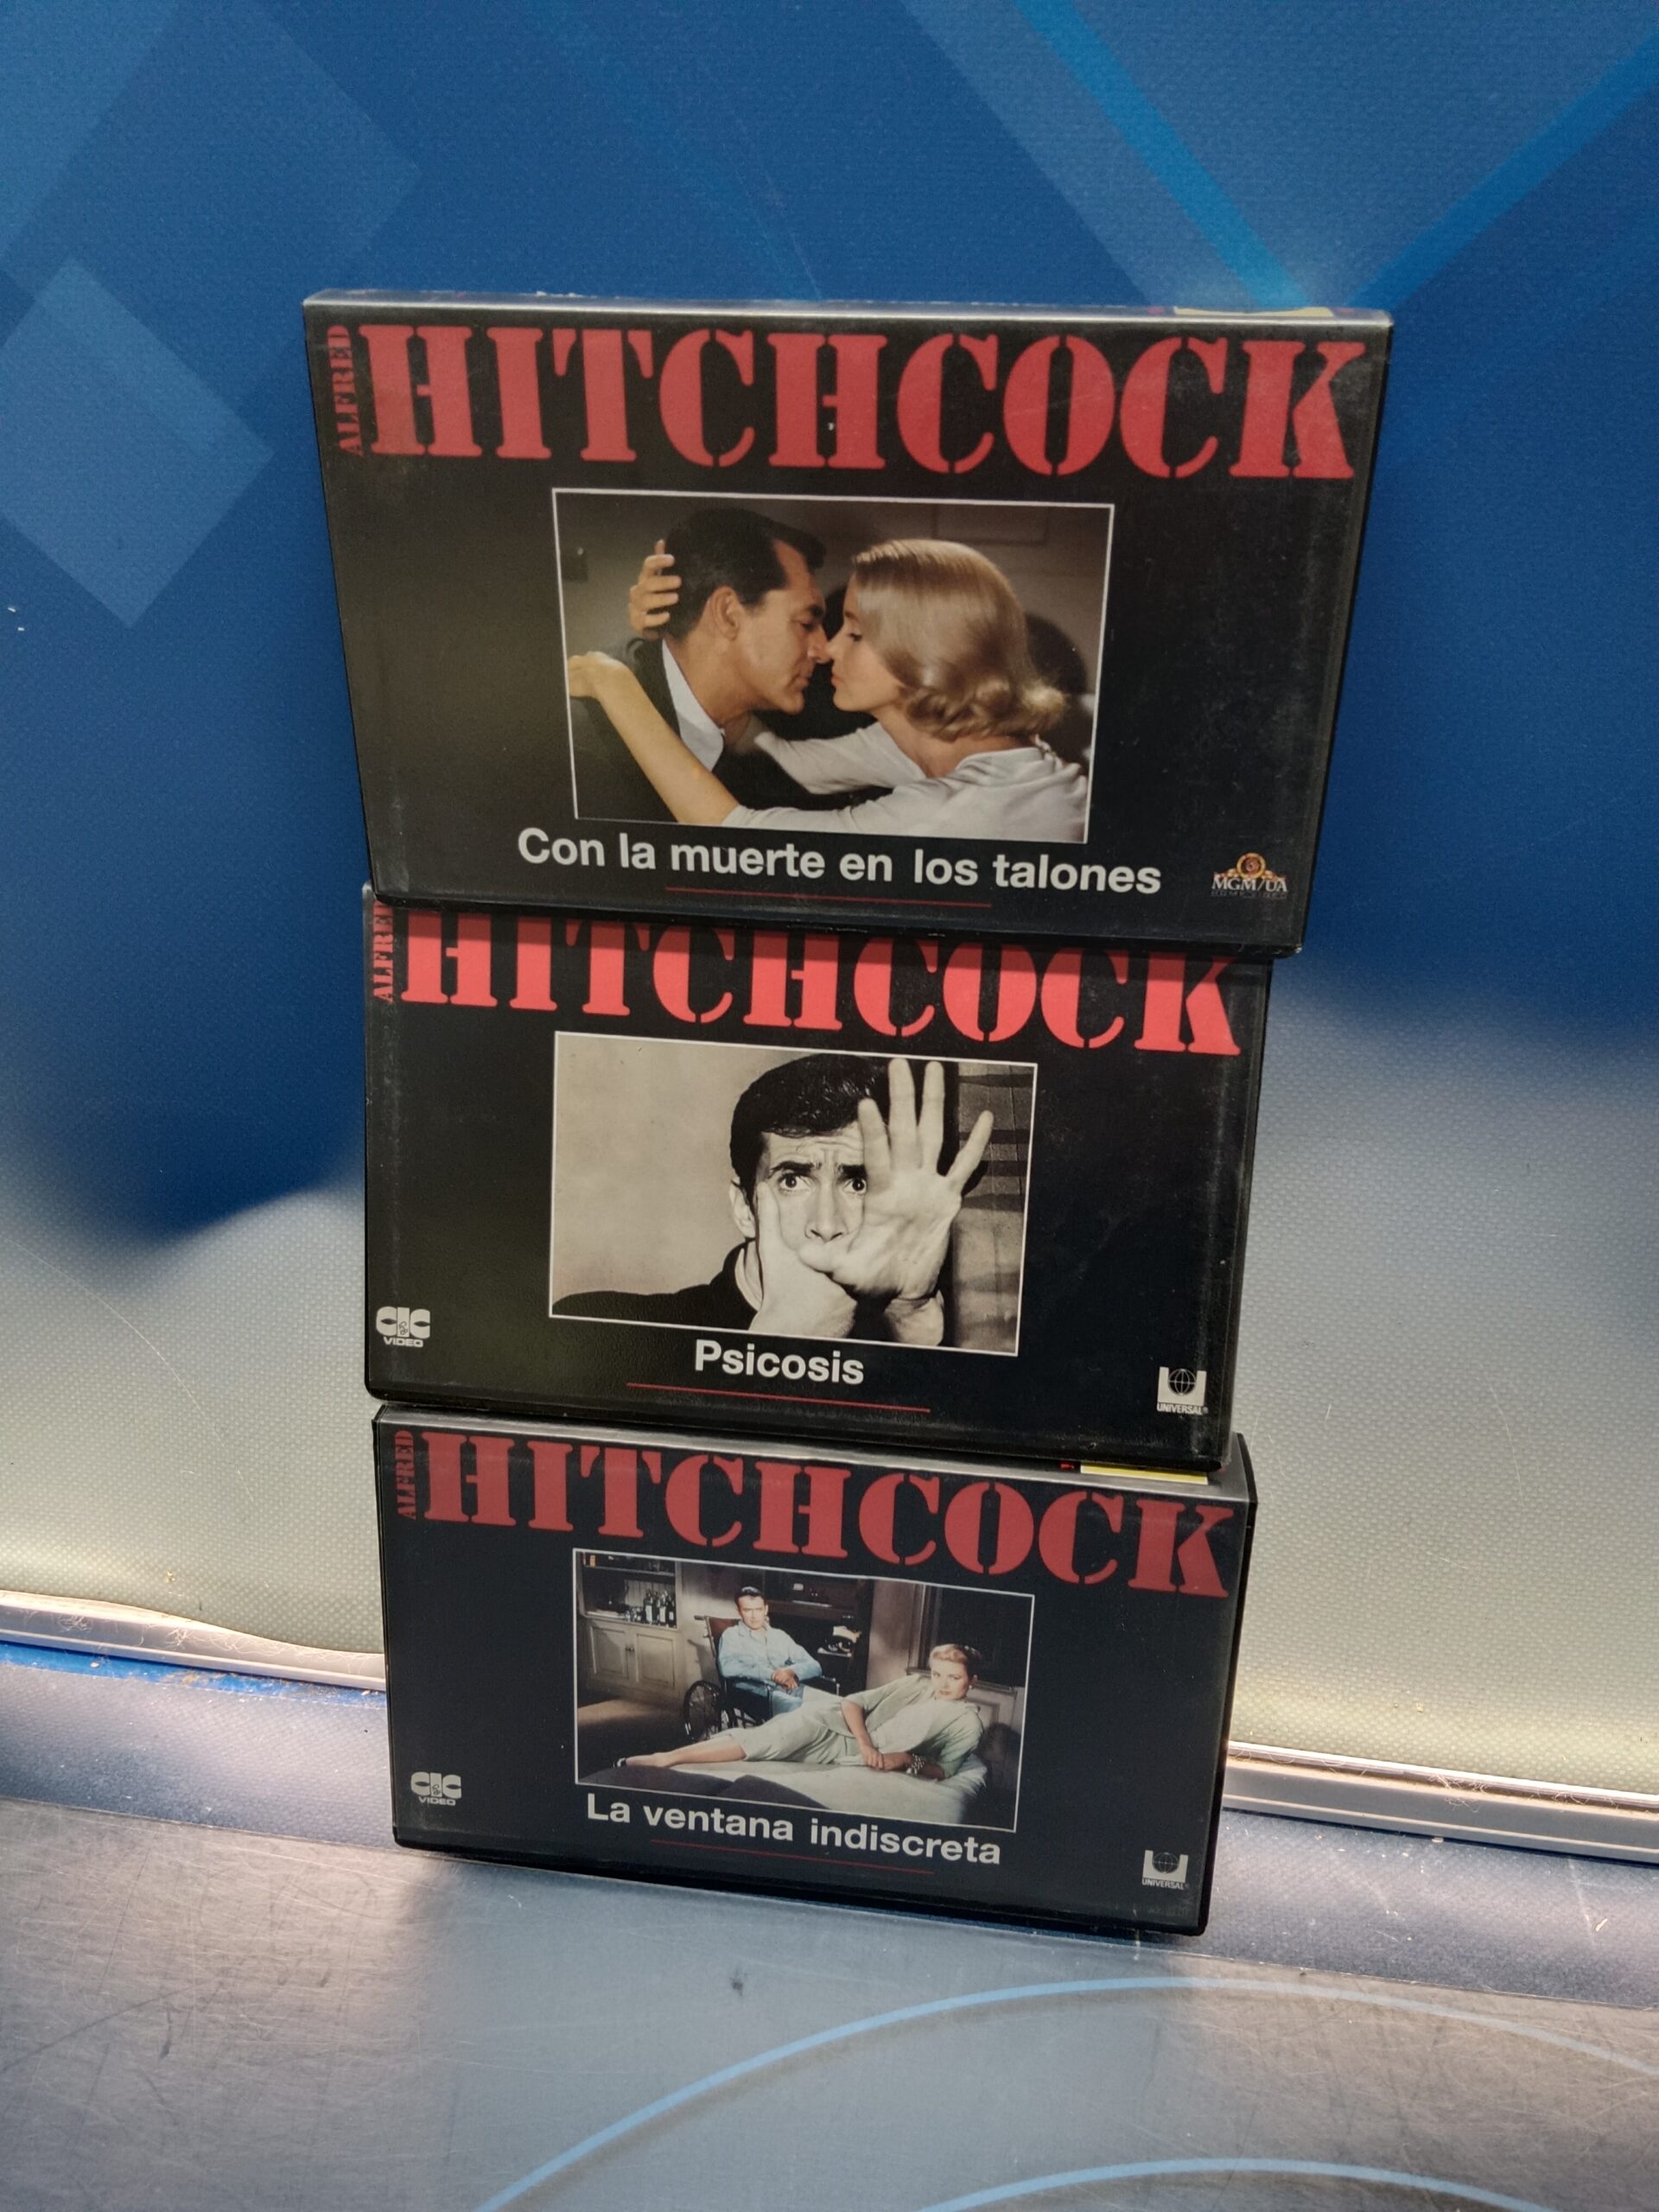 ALFRED HITCHCOCK
Con la muerte en los talones
MGM/UA
ALFRED HITCHCOCK
CIC
VIDEO
Psicosis
UNIVERSAL®
ALFRED HITCHCOCK
CIC
VIDEO
La ventana indiscreta
UNIVERSAL®